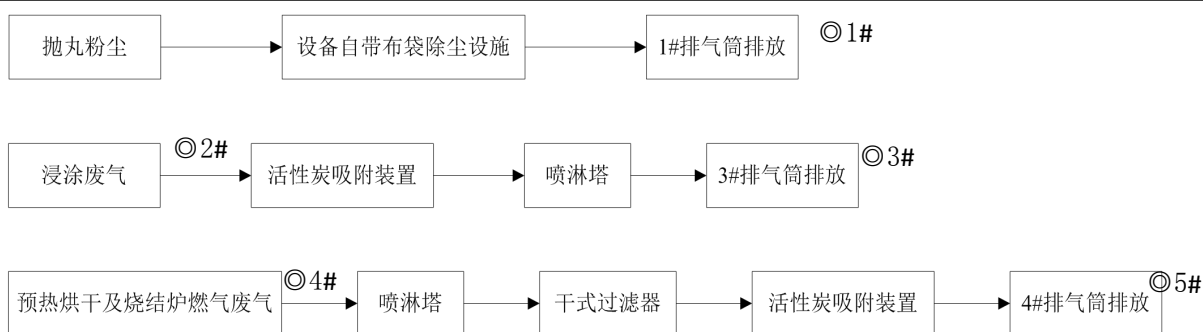 抛丸粉尘
设备自带布袋除尘设施
1#排气筒排放
◎1#
浸涂废气
◎2#
活性炭吸附装置
喷淋塔
3#排气筒排放
◎3#
预热烘干及烧结炉燃气废气
◎4#
喷淋塔
干式过滤器
活性炭吸附装置
4#排气筒排放
◎5#